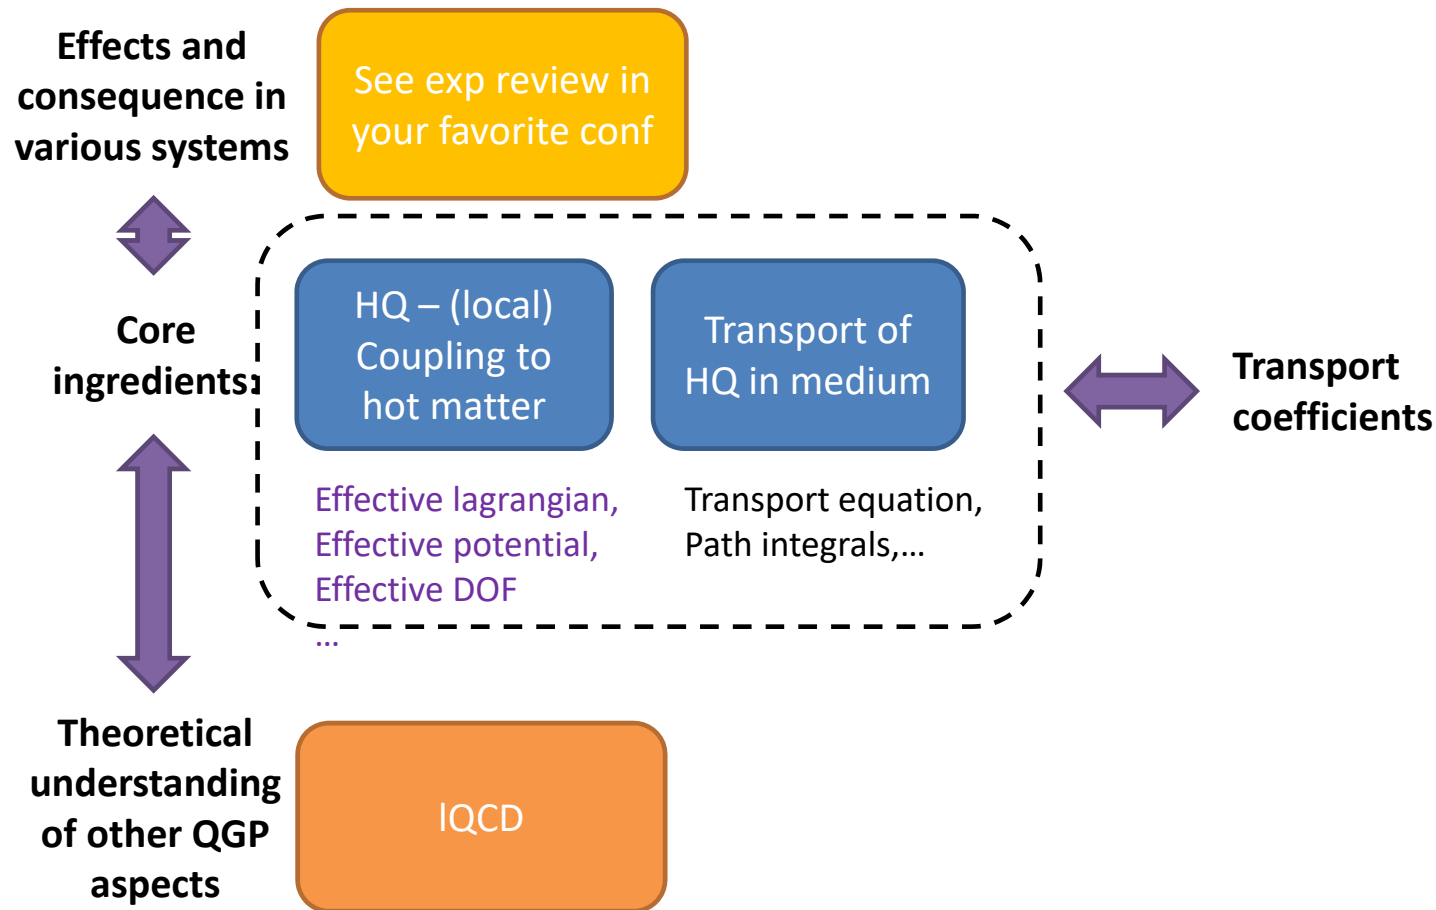 Effects and
consequence in
various systems
See exp review in
your favorite conf
Core
ingredients:
HQ – (local)
Coupling to
hot matter
Transport of
HQ in medium
Transport
coefficients
Effective lagrangian,
Effective potential,
Effective DOF
...
Transport equation,
Path integrals,...
Theoretical
understanding
of other QGP
aspects
lQCD